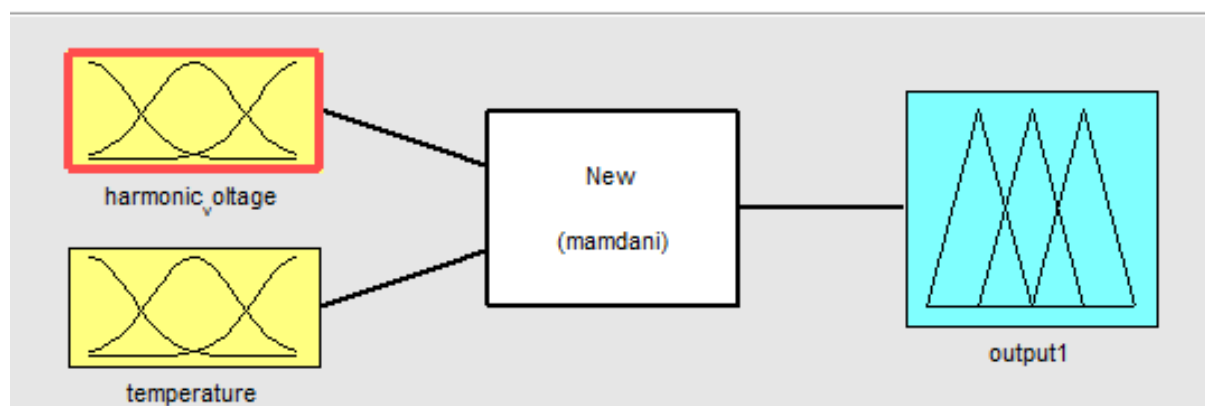 harmonic_voltage
New
(mamdani)
temperature
output1